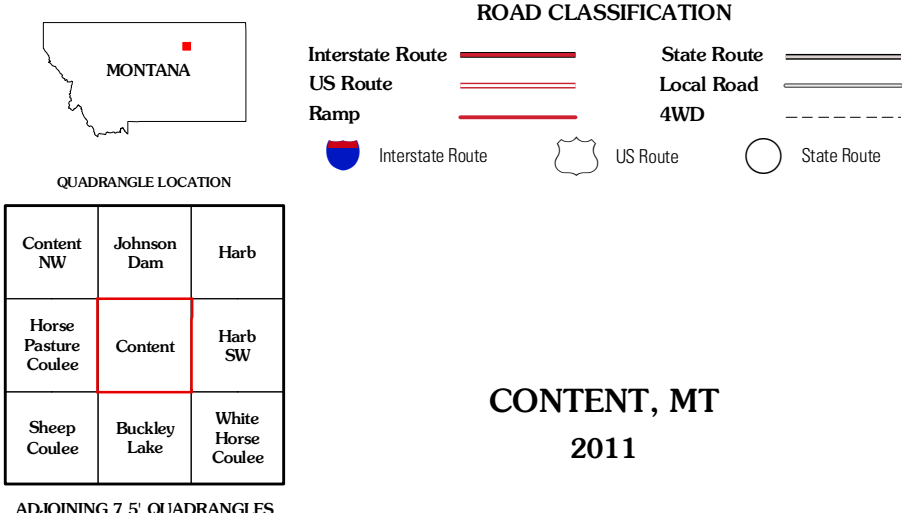 MONTANA
QUADRANGLE LOCATION
ROAD CLASSIFICATION
Interstate Route
State Route
US Route
Local Road
Ramp
4WD
Interstate Route
US Route
State Route
Content
NW
Johnson
Dam
Harb
Horse
Pasture
Coulee
Content
Harb
SW
Sheep
Coulee
Buckley
Lake
White
Horse
Coulee
ADJOINING 7.5' QUADRANGLES
CONTENT, MT
2011